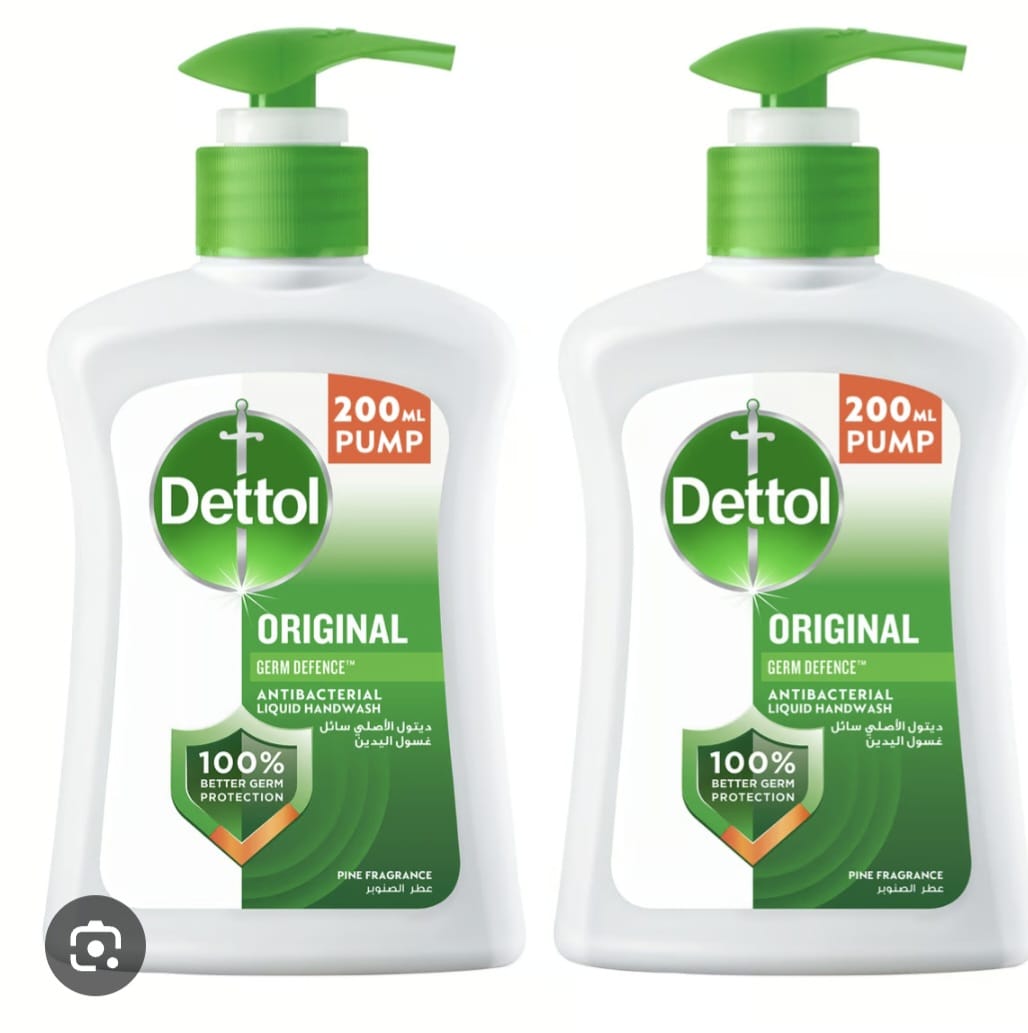 200ML
PUMP
Dettol
ORIGINAL
GERM DEFENCE™
ANTIBACTERIAL
LIQUID HANDWASH
ديتول الأصلي سائل
غسول اليدين
100%
BETTER GERM
PROTECTION
PINE FRAGRANCE
عطر الصنوبر
200ML
PUMP
Dettol
ORIGINAL
GERM DEFENCE™
ANTIBACTERIAL
LIQUID HANDWASH
ديتول الأصلي سائل
غسول اليدين
100%
BETTER GERM
PROTECTION
PINE FRAGRANCE
عطر الصنوبر